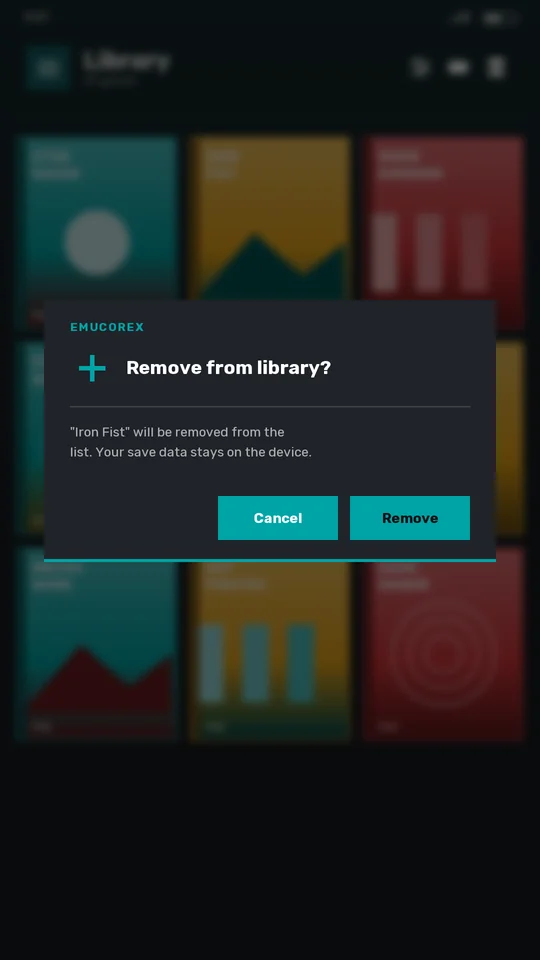 Library
EMUCOREX
Remove from library?
"Iron Fist" will be removed from the
list. Your save data stays on the device.
Cancel
Remove